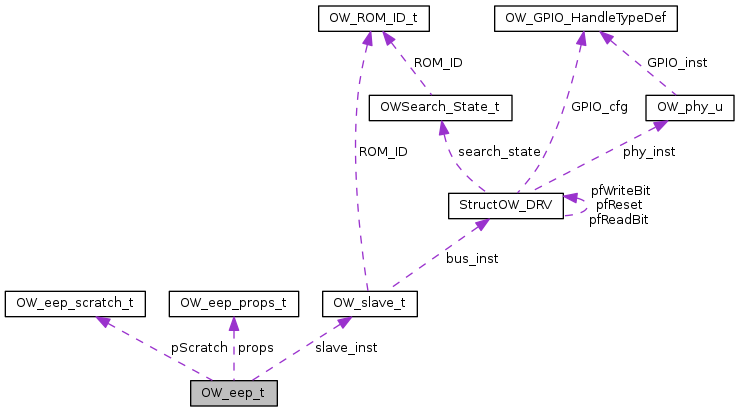 OW_ROM_ID_t
OW_GPIO_HandleTypeDef
ROM_ID
GPIO_inst
OWSearch_State_t
GPIO_cfg
OW_phy_u
ROM_ID
search_state
phy_inst
StructOW_DRV
pfWriteBit
pfReset
pfReadBit
bus_inst
OW_eep_scratch_t
OW_eep_props_t
OW_slave_t
pScratch
props
slave_inst
OW_eep_t